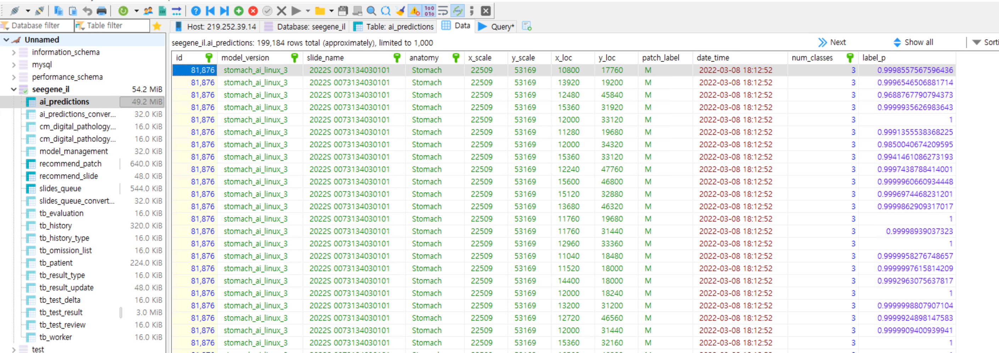 Database filter Table filter Host: 219.252.39.14 Database: seegene_il Table: ai_predictions Data Query*
Unnamed
information_schema
mysql
performance_schema
seegene_il 54.2 MiB
ai_predictions 49.2 MiB
ai_predictions_conver... 32.0 KiB
cm_digital_pathology... 16.0 KiB
cm_digital_pathology... 16.0 KiB
model_management 32.0 KiB
recommend_patch 640.0 KiB
recommend_slide 48.0 KiB
slides_queue 544.0 KiB
slides_queue_convert... 32.0 KiB
tb_evaluation 16.0 KiB
tb_history 320.0 KiB
tb_history_type 16.0 KiB
tb_omission_list 16.0 KiB
tb_patient 224.0 KiB
tb_result_type 16.0 KiB
tb_result_update 48.0 KiB
tb_test_delta 16.0 KiB
tb_test_result 3.0 MiB
tb_test_review 16.0 KiB
tb_worker 16.0 KiB
test
seegene_il.ai_predictions: 199,184 rows total (approximately), limited to 1,000 Next Show all Sorti
id model_version slide_name anatomy x_scale y_scale x_loc y_loc patch_label date_time num_classes label_p
81,876 stomach_ai_linux_3 2022S 0073134030101 Stomach 22509 53169 10800 17760 M 2022-03-08 18:12:52 3 0.9998557567596436
81,876 stomach_ai_linux_3 2022S 0073134030101 Stomach 22509 53169 13920 19200 M 2022-03-08 18:12:52 3 0.9996546506881714
81,876 stomach_ai_linux_3 2022S 0073134030101 Stomach 22509 53169 12480 45840 M 2022-03-08 18:12:52 3 0.9688767790794373
81,876 stomach_ai_linux_3 2022S 0073134030101 Stomach 22509 53169 15360 31920 M 2022-03-08 18:12:52 3 0.9999935626983643
81,876 stomach_ai_linux_3 2022S 0073134030101 Stomach 22509 53169 12000 33120 M 2022-03-08 18:12:52 3 1
81,876 stomach_ai_linux_3 2022S 0073134030101 Stomach 22509 53169 11280 19680 M 2022-03-08 18:12:52 3 0.9991355538368225
81,876 stomach_ai_linux_3 2022S 0073134030101 Stomach 22509 53169 12000 34320 M 2022-03-08 18:12:52 3 0.9850040674209595
81,876 stomach_ai_linux_3 2022S 0073134030101 Stomach 22509 53169 15360 33120 M 2022-03-08 18:12:52 3 0.9941461086273193
81,876 stomach_ai_linux_3 2022S 0073134030101 Stomach 22509 53169 12240 47760 M 2022-03-08 18:12:52 3 0.9997438788414001
81,876 stomach_ai_linux_3 2022S 0073134030101 Stomach 22509 53169 15600 46800 M 2022-03-08 18:12:52 3 0.9999960660934448
81,876 stomach_ai_linux_3 2022S 0073134030101 Stomach 22509 53169 15120 32880 M 2022-03-08 18:12:52 3 0.9996974468231201
81,876 stomach_ai_linux_3 2022S 0073134030101 Stomach 22509 53169 13680 46320 M 2022-03-08 18:12:52 3 0.9999862909317017
81,876 stomach_ai_linux_3 2022S 0073134030101 Stomach 22509 53169 11760 19680 M 2022-03-08 18:12:52 3 1
81,876 stomach_ai_linux_3 2022S 0073134030101 Stomach 22509 53169 11760 31440 M 2022-03-08 18:12:52 3 0.99998939037323
81,876 stomach_ai_linux_3 2022S 0073134030101 Stomach 22509 53169 12960 33360 M 2022-03-08 18:12:52 3 1
81,876 stomach_ai_linux_3 2022S 0073134030101 Stomach 22509 53169 11040 18480 M 2022-03-08 18:12:52 3 0.9999958276748657
81,876 stomach_ai_linux_3 2022S 0073134030101 Stomach 22509 53169 11520 18000 M 2022-03-08 18:12:52 3 0.9999997615814209
81,876 stomach_ai_linux_3 2022S 0073134030101 Stomach 22509 53169 14400 18000 M 2022-03-08 18:12:52 3 0.9992963075637817
81,876 stomach_ai_linux_3 2022S 0073134030101 Stomach 22509 53169 12000 18240 M 2022-03-08 18:12:52 3 1
81,876 stomach_ai_linux_3 2022S 0073134030101 Stomach 22509 53169 13200 31200 M 2022-03-08 18:12:52 3 0.9999998807907104
81,876 stomach_ai_linux_3 2022S 0073134030101 Stomach 22509 53169 12720 46560 M 2022-03-08 18:12:52 3 0.9999924898147583
81,876 stomach_ai_linux_3 2022S 0073134030101 Stomach 22509 53169 12000 31440 M 2022-03-08 18:12:52 3 0.9999909400939941
81,876 stomach_ai_linux_3 2022S 0073134030101 Stomach 22509 53169 15360 32160 M 2022-03-08 18:12:52 3 1